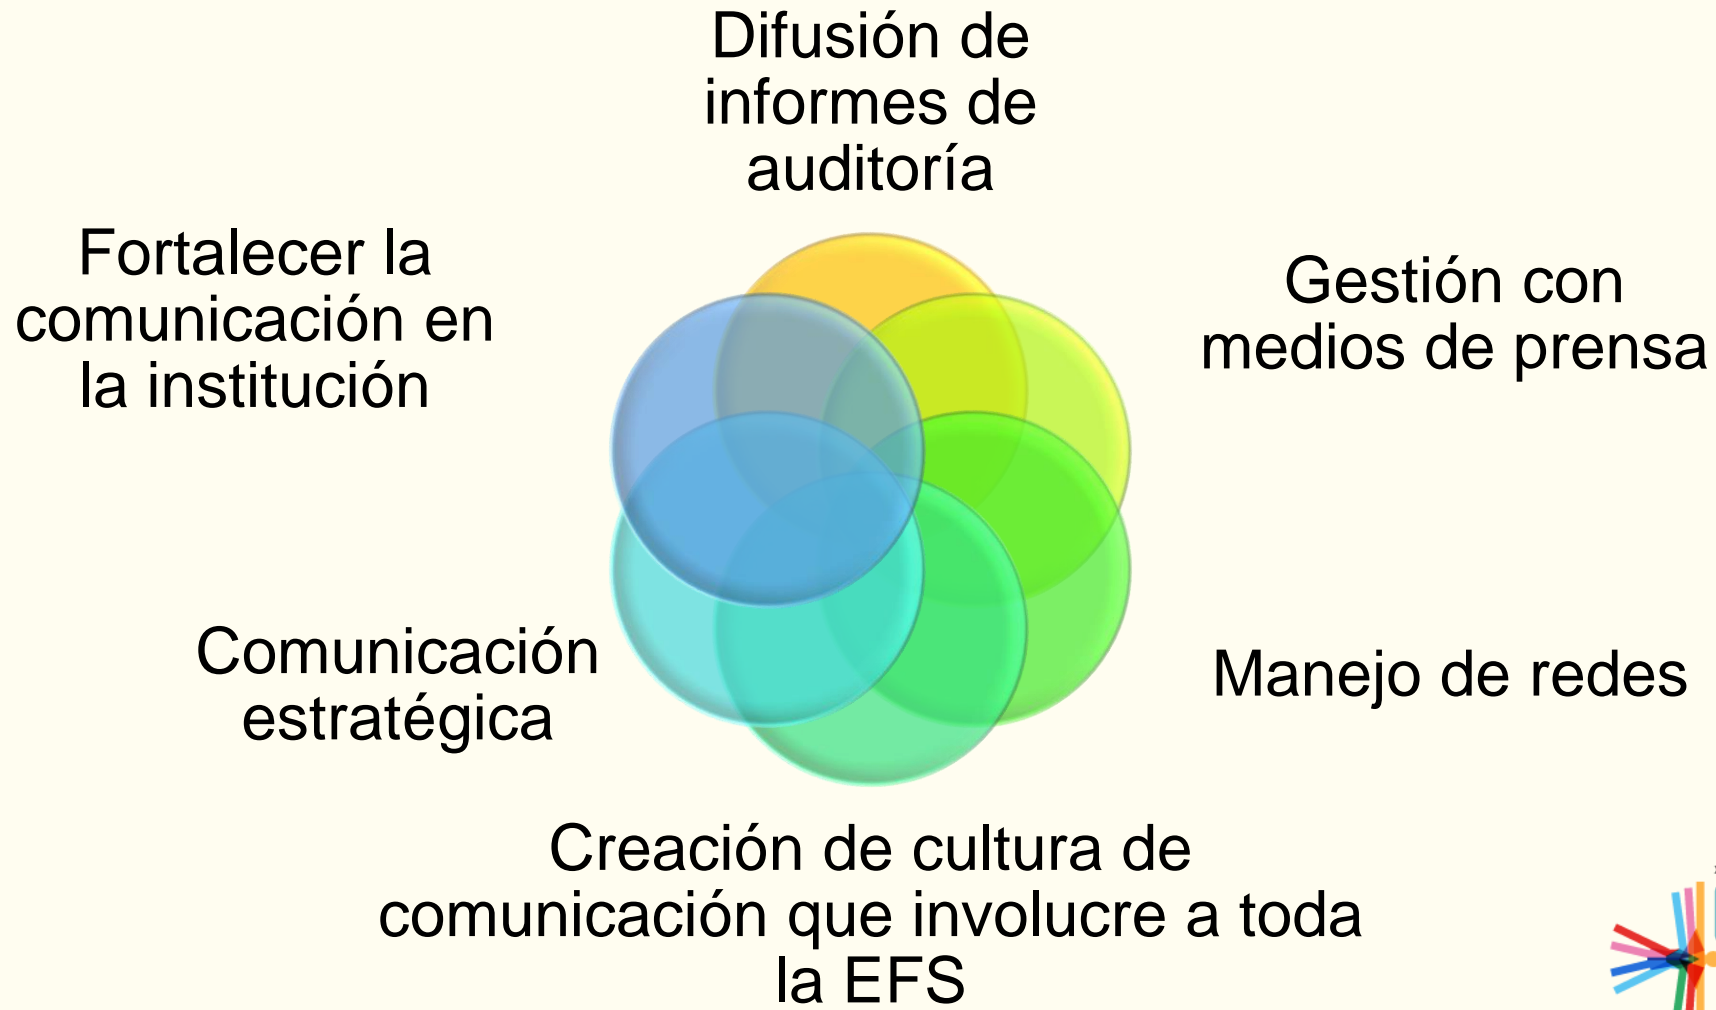 Difusión de
informes de
auditoría
Gestión con
medios de prensa
Manejo de redes
Creación de cultura de
comunicación que involucre a toda
la EFS
Comunicación
estratégica
Fortalecer la
comunicación en
la institución